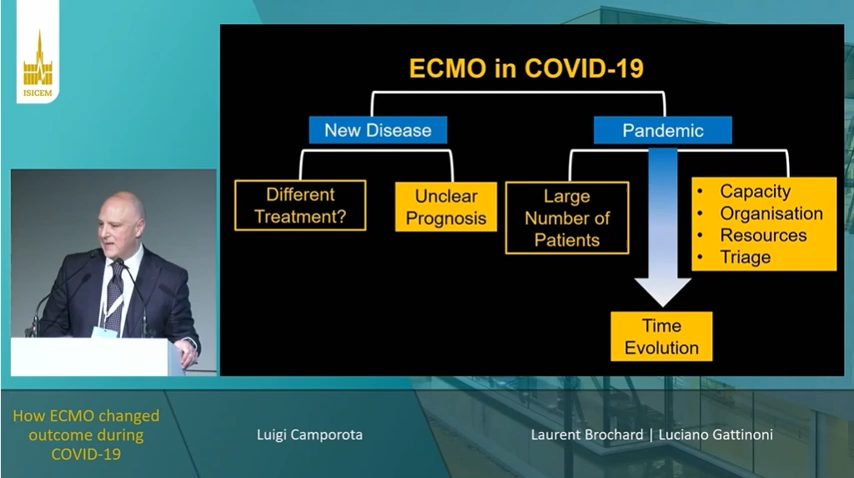 ISICEM
ECMO in COVID-19
New Disease
Pandemic
Different
Treatment?
Unclear
Prognosis
Large
Number of
Patients
• Capacity
• Organisation
• Resources
• Triage
Time
Evolution
How ECMO changed
outcome during
COVID-19
Luigi Camporota
Laurent Brochard | Luciano Gattinoni